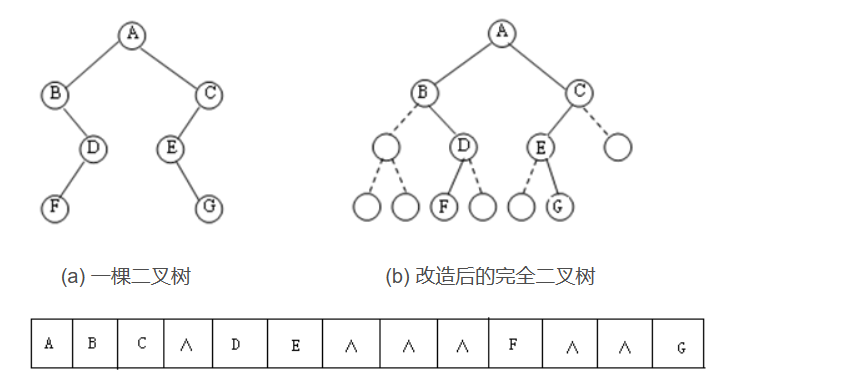 A A
B C B C
D E D E
F G F G
(a) 一棵二叉树 (b) 改造后的完全二叉树
A B C ∧ D E ∧ ∧ ∧ F ∧ ∧ G